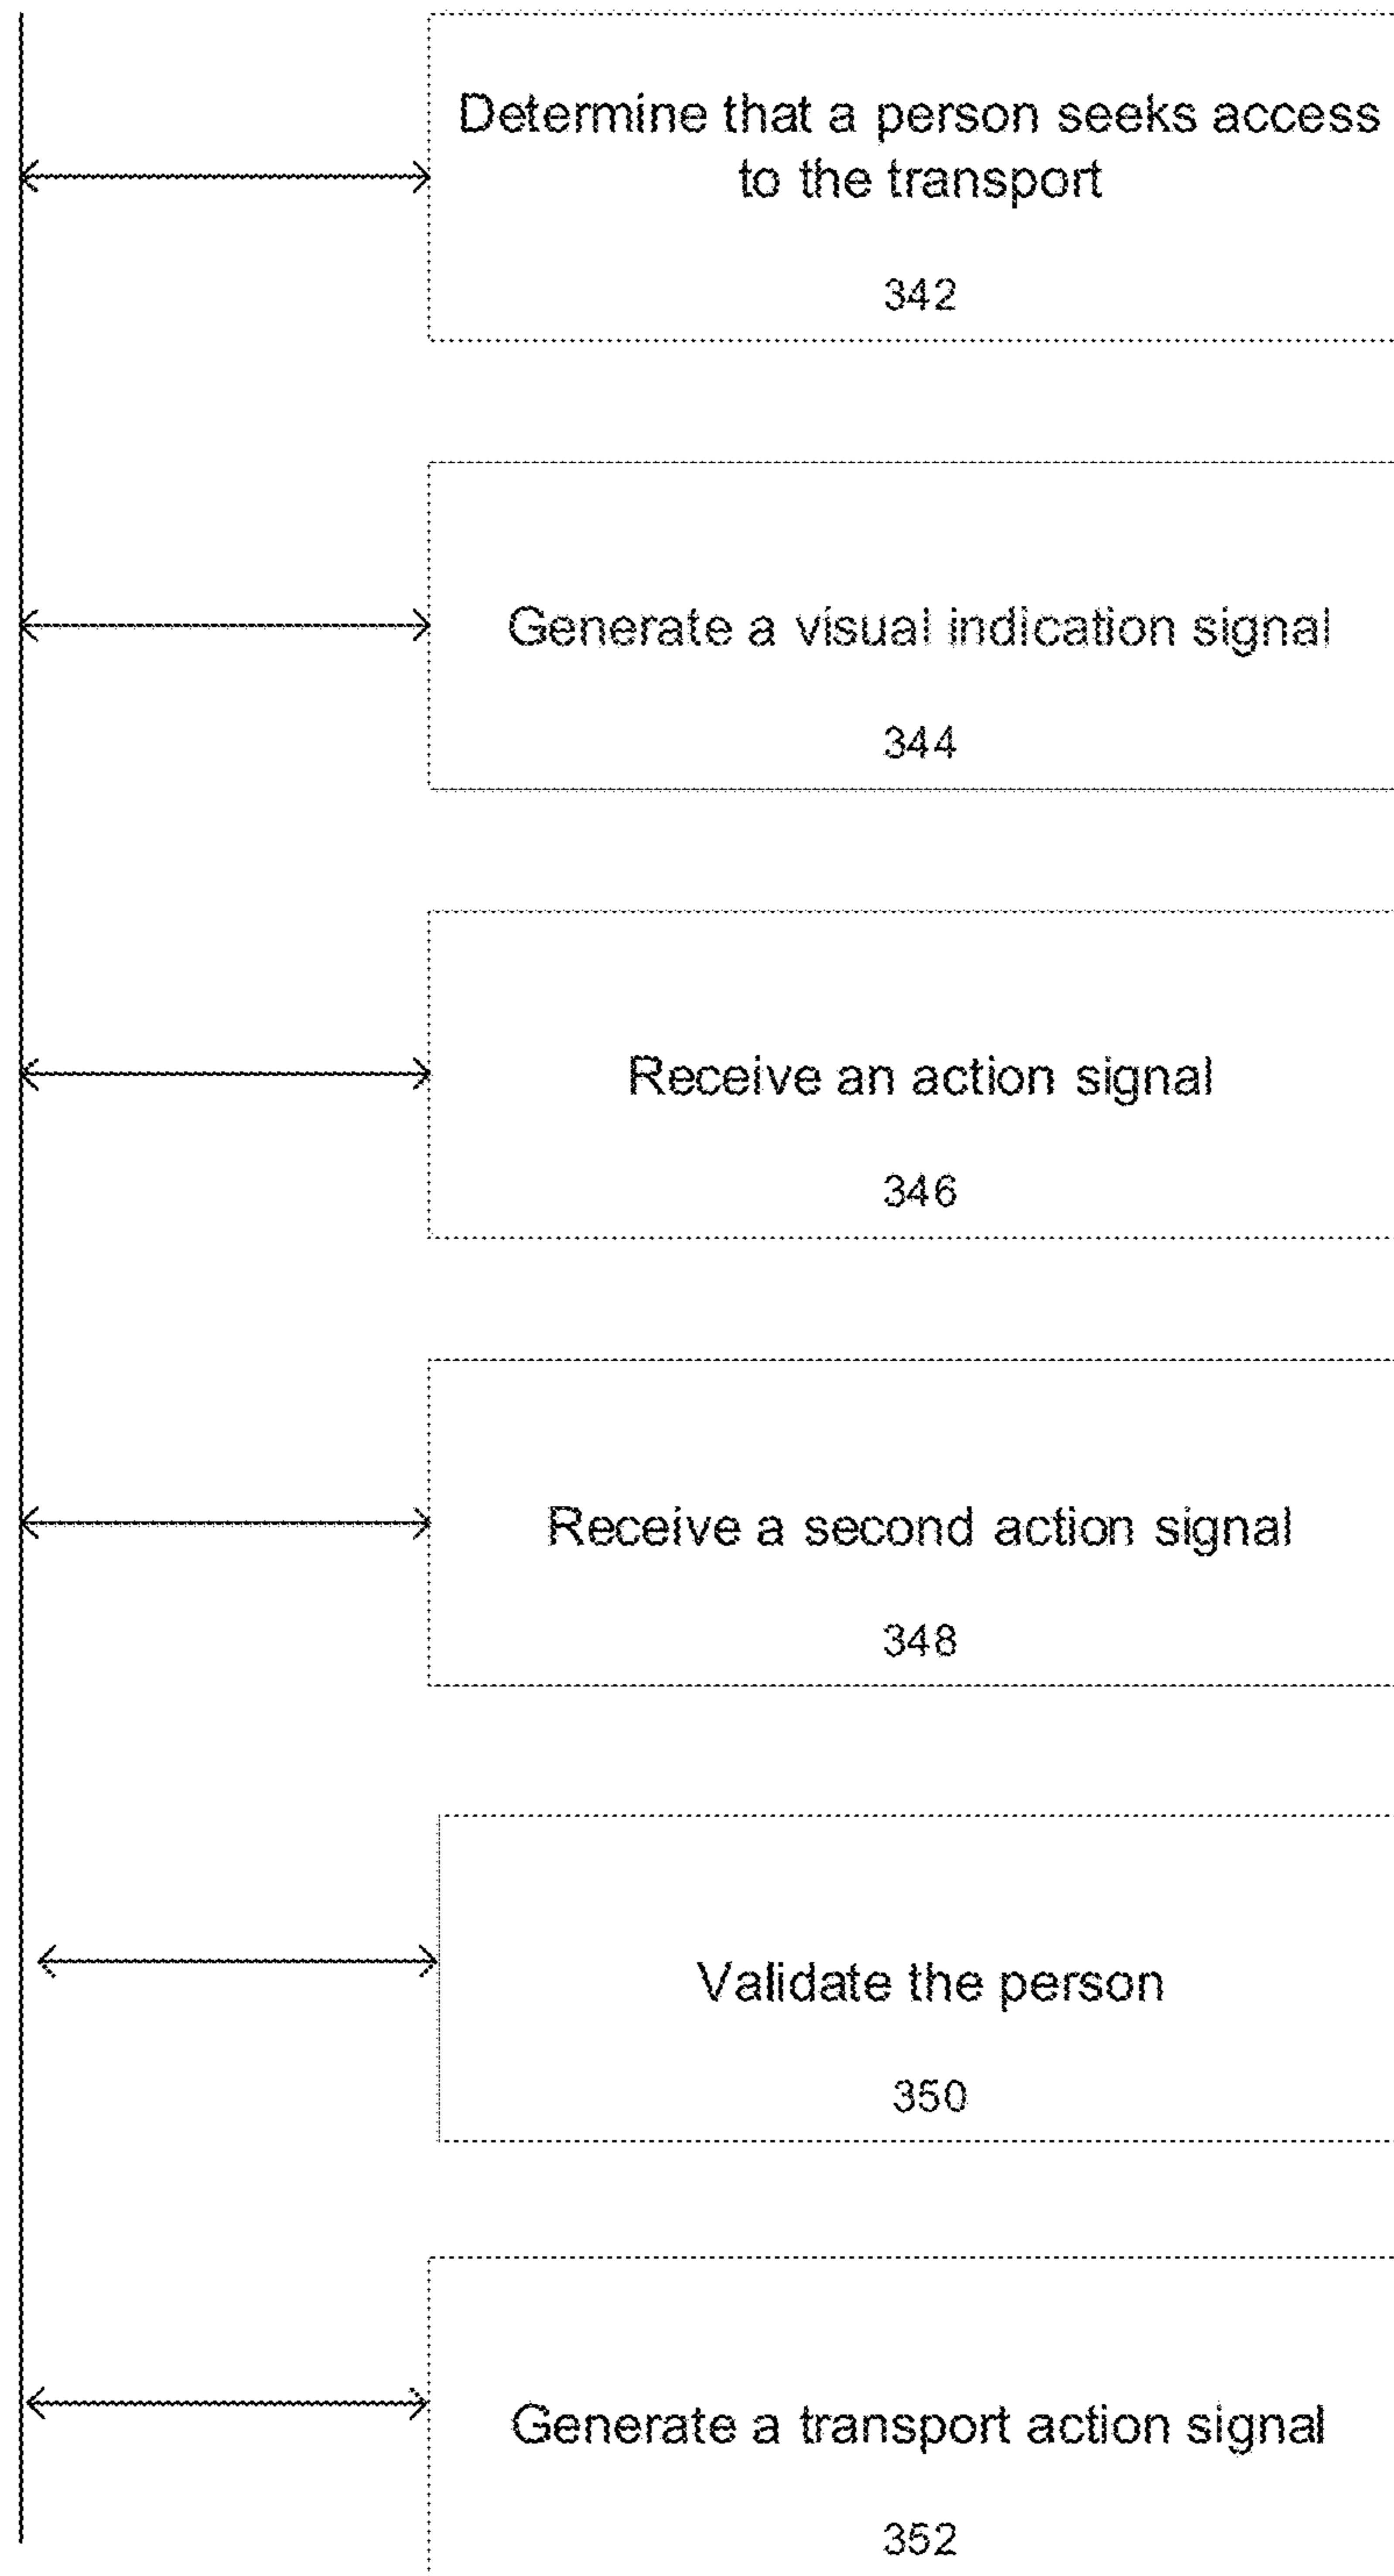 Determine that a person seeks access
to the transport
342
Generate a visual indication signal
344
Receive an action signal
346
Receive a second action signal
348
Validate the person
350
Generate a transport action signal
352